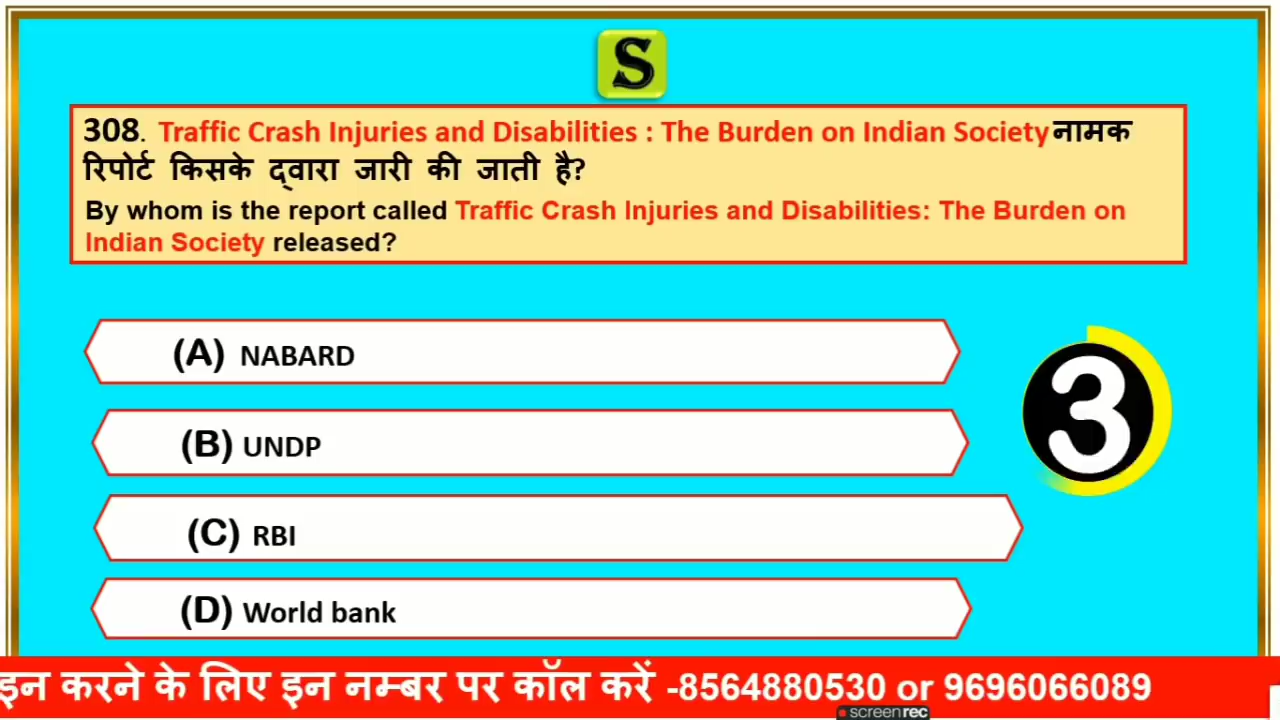 S
308. Traffic Crash Injuries and Disabilities : The Burden on Indian Society नामक
रिपोर्ट किसके द्वारा जारी की जाती है?
By whom is the report called Traffic Crash Injuries and Disabilities: The Burden on
Indian Society released?
(A) NABARD
3
(B) UNDP
(C) RBI
(D) World bank
इन करने के लिए इन नम्बर पर कॉल करें -8564880530 or 9696066089
screenrec